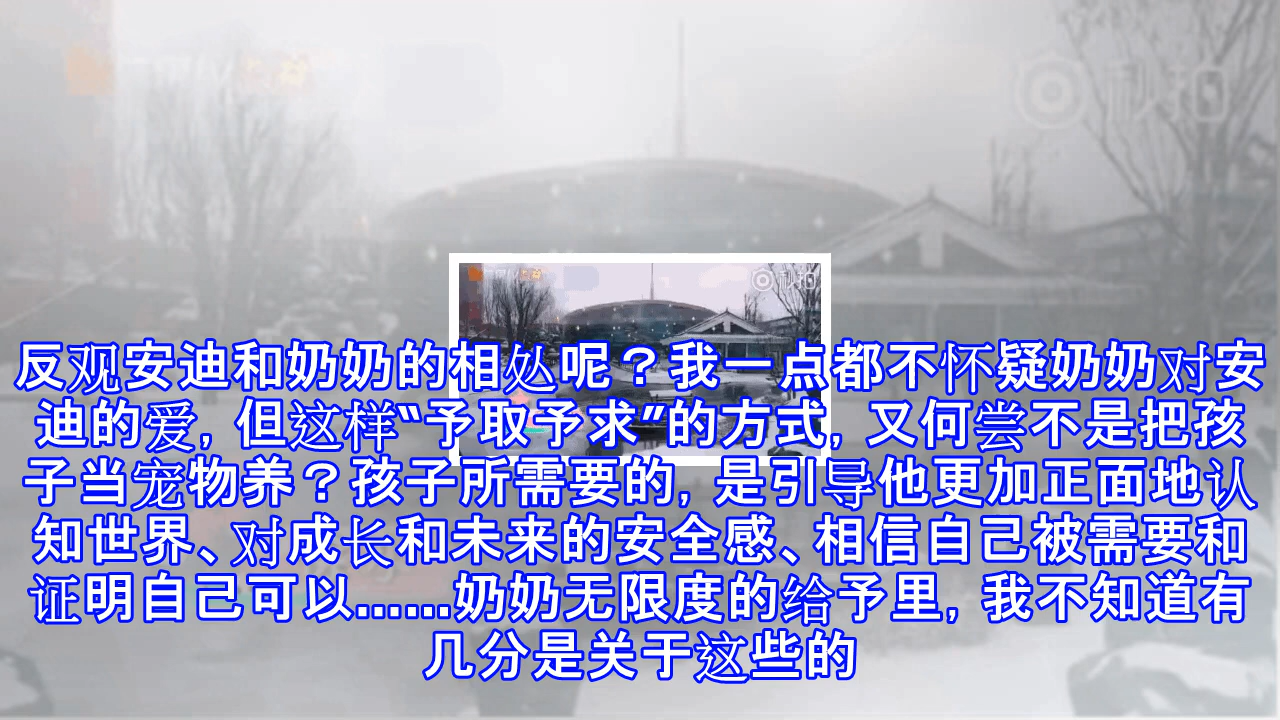 秒拍
秒拍
反观安迪和奶奶的相处呢？我一点都不怀疑奶奶对安
迪的爱，但这样“予取予求”的方式，又何尝不是把孩
子当宠物养？孩子所需要的，是引导他更加正面地认
知世界、对成长和未来的安全感、相信自己被需要和
证明自己可以……奶奶无限度的给予里，我不知道有
几分是关于这些的